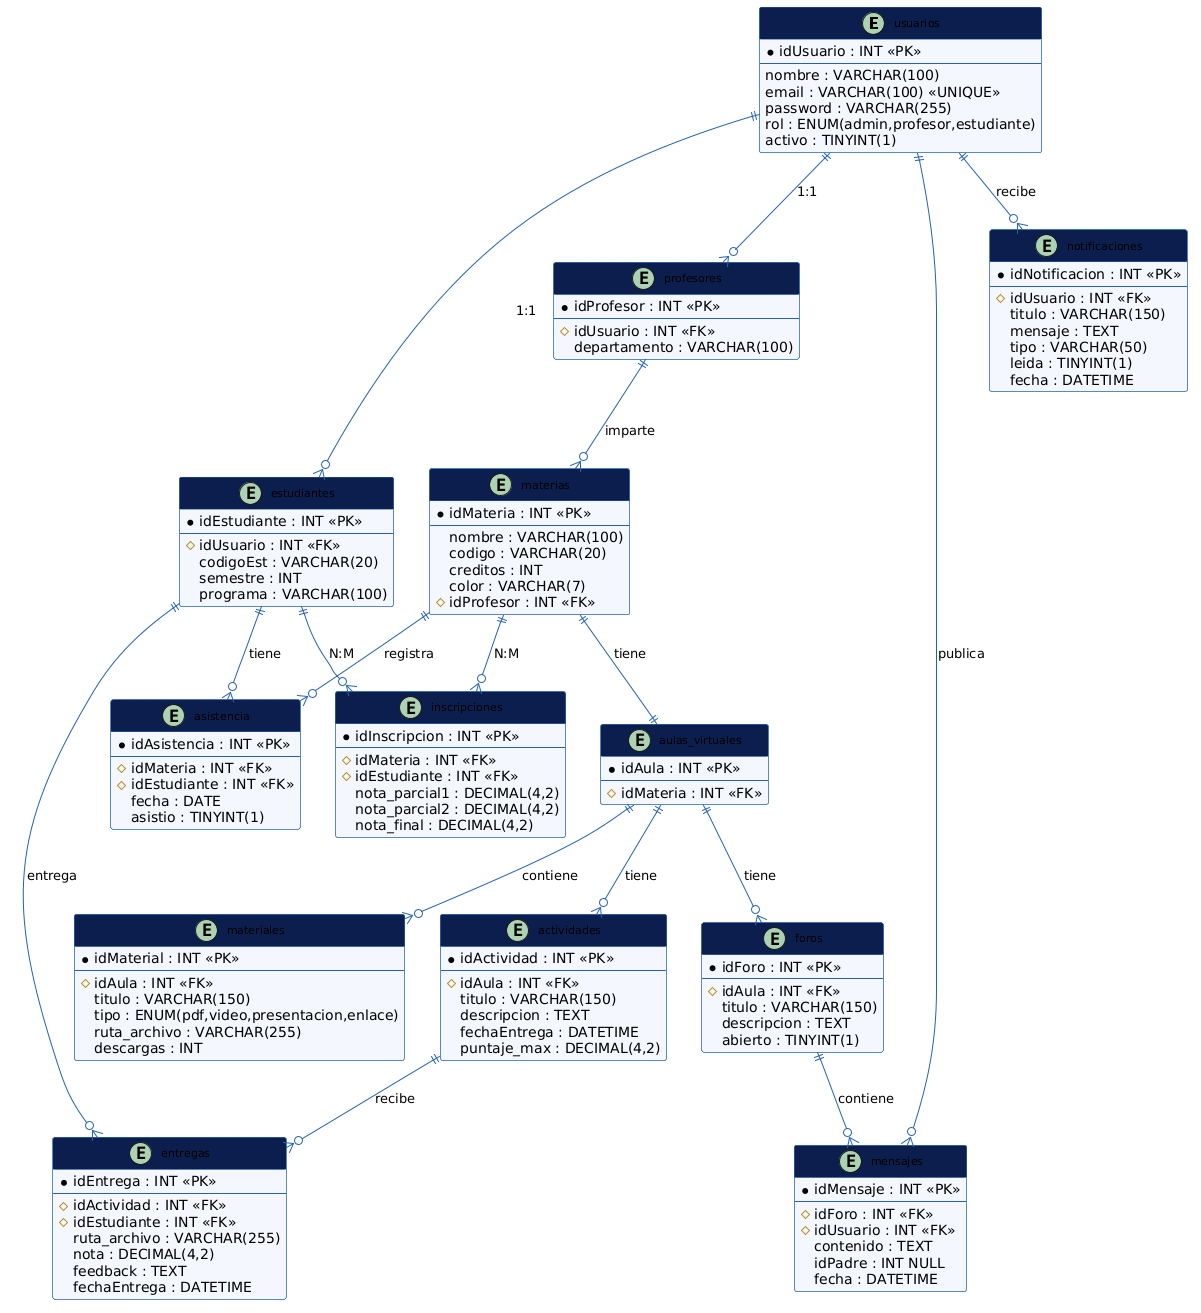 E usuarios
idUsuario : INT «PK»
nombre : VARCHAR(100)
email : VARCHAR(100) «UNIQUE»
password : VARCHAR(255)
rol : ENUM(admin,profesor,estudiante)
activo : TINYINT(1)
1:1
recibe
E notificaciones
idNotificacion : INT «PK»
idUsuario : INT «FK»
titulo : VARCHAR(150)
mensaje : TEXT
tipo : VARCHAR(50)
leida : TINYINT(1)
fecha : DATETIME
E profesores
idProfesor : INT «PK»
idUsuario : INT «FK»
departamento : VARCHAR(100)
1:1
imparte
E estudiantes
idEstudiante : INT «PK»
idUsuario : INT «FK»
codigoEst : VARCHAR(20)
semestre : INT
programa : VARCHAR(100)
E materias
idMateria : INT «PK»
nombre : VARCHAR(100)
codigo : VARCHAR(20)
creditos : INT
color : VARCHAR(7)
idProfesor : INT «FK»
tiene
N:M
registra
N:M
tiene
publica
E asistencia
idAsistencia : INT «PK»
idMateria : INT «FK»
idEstudiante : INT «FK»
fecha : DATE
asistio : TINYINT(1)
E inscripciones
idInscripcion : INT «PK»
idMateria : INT «FK»
idEstudiante : INT «FK»
nota_parcial1 : DECIMAL(4,2)
nota_parcial2 : DECIMAL(4,2)
nota_final : DECIMAL(4,2)
E aulas_virtuales
idAula : INT «PK»
idMateria : INT «FK»
entrega
contiene
tiene
tiene
E materiales
idMaterial : INT «PK»
idAula : INT «FK»
titulo : VARCHAR(150)
tipo : ENUM(pdf,video,presentacion,enlace)
ruta_archivo : VARCHAR(255)
descargas : INT
E actividades
idActividad : INT «PK»
idAula : INT «FK»
titulo : VARCHAR(150)
descripcion : TEXT
fechaEntrega : DATETIME
puntaje_max : DECIMAL(4,2)
E foros
idForo : INT «PK»
idAula : INT «FK»
titulo : VARCHAR(150)
descripcion : TEXT
abierto : TINYINT(1)
recibe
contiene
E entregas
idEntrega : INT «PK»
idActividad : INT «FK»
idEstudiante : INT «FK»
ruta_archivo : VARCHAR(255)
nota : DECIMAL(4,2)
feedback : TEXT
fechaEntrega : DATETIME
E mensajes
idMensaje : INT «PK»
idForo : INT «FK»
idUsuario : INT «FK»
contenido : TEXT
idPadre : INT NULL
fecha : DATETIME